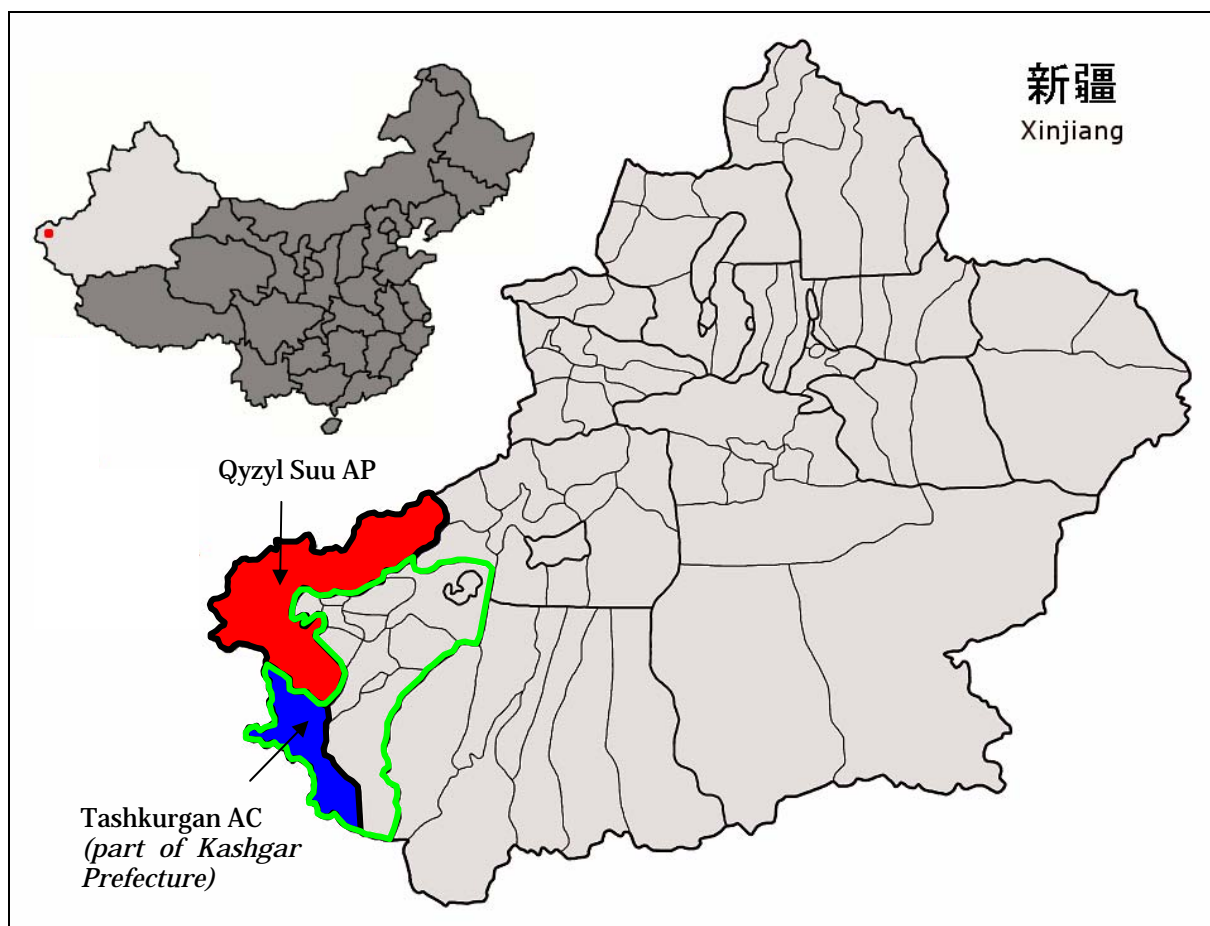 新疆
Xinjiang
Qyzyl Suu AP
Tashkurgan AC
(part of Kashgar
Prefecture)